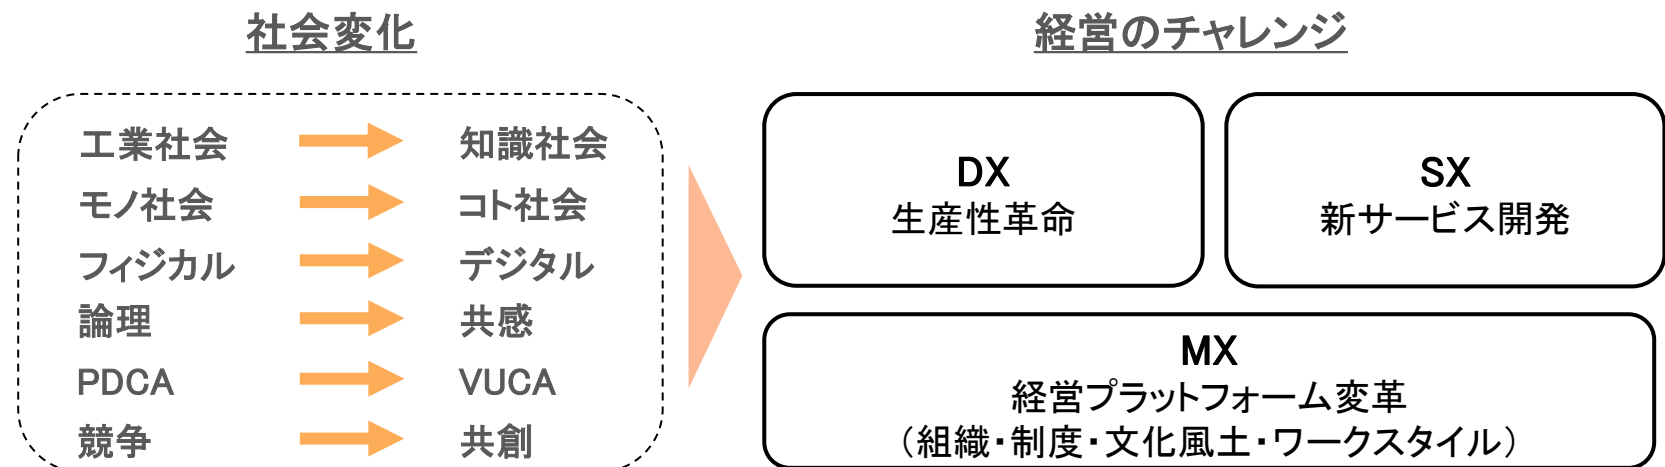 社会変化
工業社会 知識社会
モノ社会 コト社会
フィジカル デジタル
論理 共感
PDCA VUCA
競争 共創
経営のチャレンジ
DX
生産性革命
SX
新サービス開発
MX
経営プラットフォーム変革
（組織・制度・文化風土・ワークスタイル）